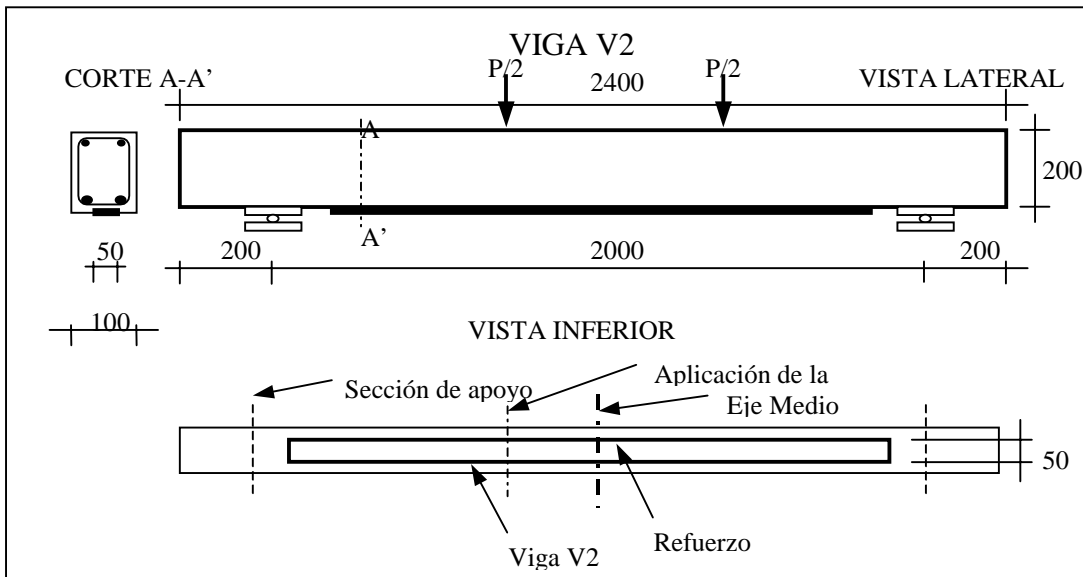 VIGA V2
CORTE A-A’
P/2
P/2
VISTA LATERAL
2400
A
200
A’
50
200
2000
200
100
VISTA INFERIOR
Sección de apoyo
Aplicación de la
Eje Medio
50
Viga V2
Refuerzo